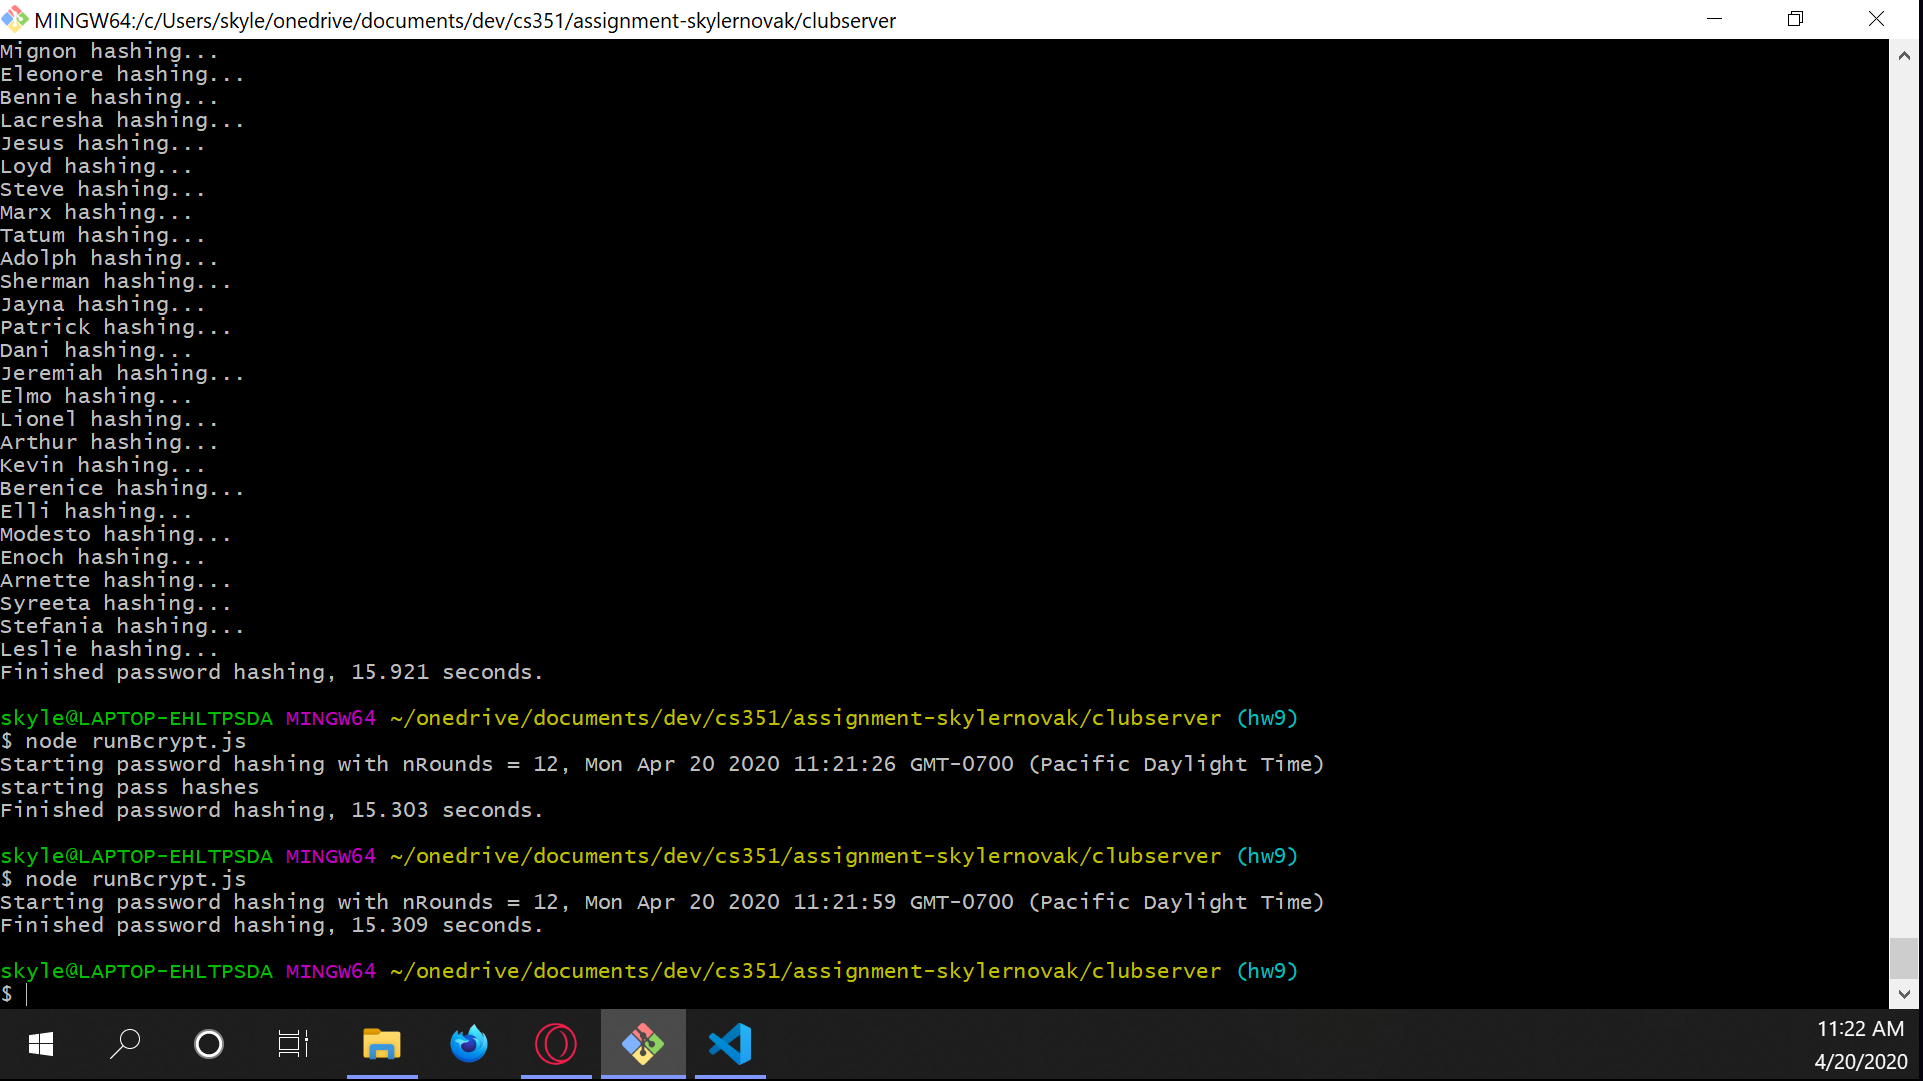 MINGW64:/c/Users/skyle/onedrive/documents/dev/cs351/assignment-skylernovak/clubserver
Mignon hashing...
Eleonore hashing...
Bennie hashing...
Lacresha hashing...
Jesus hashing...
Loyd hashing...
Steve hashing...
Marx hashing...
Tatum hashing...
Adolph hashing...
Sherman hashing...
Jayna hashing...
Patrick hashing...
Dani hashing...
Jeremiah hashing...
Elmo hashing...
Lionel hashing...
Arthur hashing...
Kevin hashing...
Berenice hashing...
Elli hashing...
Modesto hashing...
Enoch hashing...
Arnette hashing...
Syreeta hashing...
Stefania hashing...
Leslie hashing...
Finished password hashing, 15.921 seconds.
skyle@LAPTOP-EHLTPSDA MINGW64 ~/onedrive/documents/dev/cs351/assignment-skylernovak/clubserver (hw9)
$ node runBcrypt.js
Starting password hashing with nRounds = 12, Mon Apr 20 2020 11:21:26 GMT-0700 (Pacific Daylight Time)
starting pass hashes
Finished password hashing, 15.303 seconds.
skyle@LAPTOP-EHLTPSDA MINGW64 ~/onedrive/documents/dev/cs351/assignment-skylernovak/clubserver (hw9)
$ node runBcrypt.js
Starting password hashing with nRounds = 12, Mon Apr 20 2020 11:21:59 GMT-0700 (Pacific Daylight Time)
Finished password hashing, 15.309 seconds.
skyle@LAPTOP-EHLTPSDA MINGW64 ~/onedrive/documents/dev/cs351/assignment-skylernovak/clubserver (hw9)
$
11:22 AM
4/20/2020